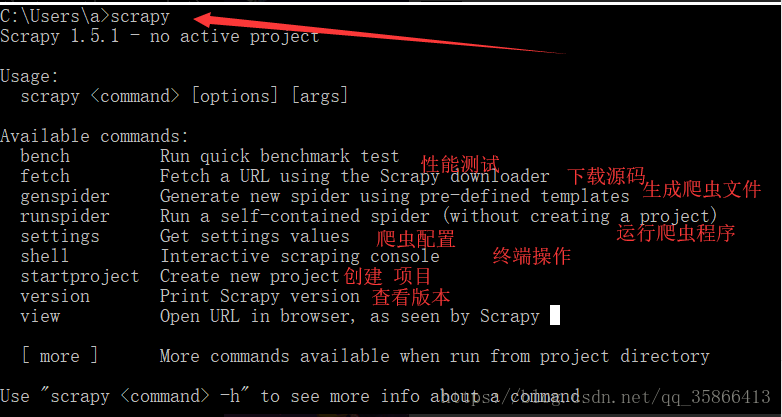 C:\Users\a>scrapy
Scrapy 1.5.1 - no active project
Usage:
scrapy <command> [options] [args]
Available commands:
bench Run quick benchmark test 性能测试
fetch Fetch a URL using the Scrapy downloader 下载源码
genspider Generate new spider using pre-defined templates 生成爬虫文件
runspider Run a self-contained spider (without creating a project) 运行爬虫程序
settings Get settings values 爬虫配置
shell Interactive scraping console 终端操作
startproject Create new project 创建 项目
version Print Scrapy version 查看版本
view Open URL in browser, as seen by Scrapy
[ more ] More commands available when run from project directory
Use "scrapy <command> -h" to see more info about a command
https://blog.csdn.net/qq_35866413